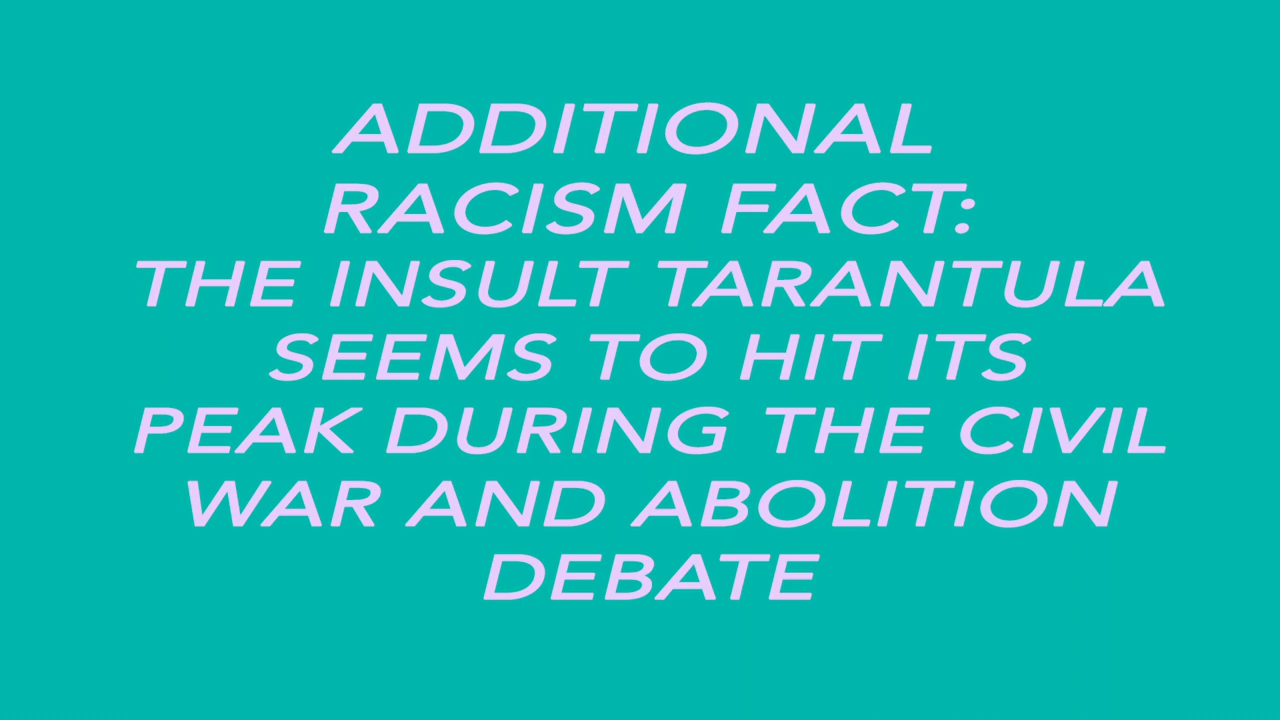 ADDITIONAL
RACISM FACT:
THE INSULT TARANTULA
SEEMS TO HIT ITS
PEAK DURING THE CIVIL
WAR AND ABOLITION
DEBATE